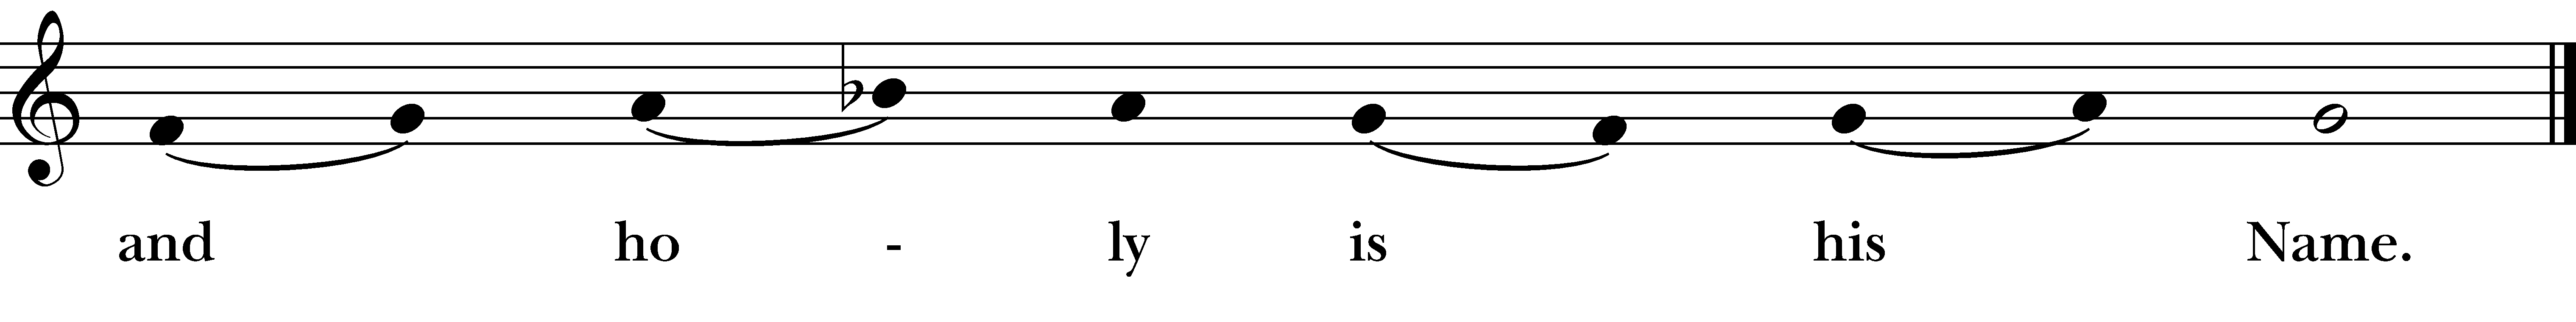 and ho - ly is his Name.